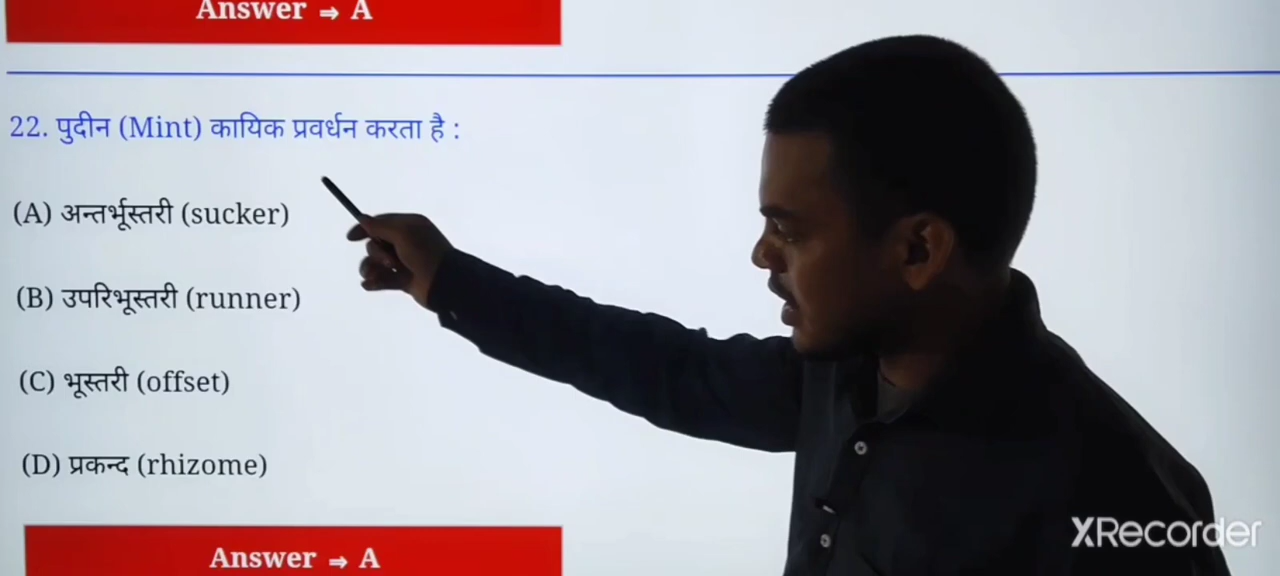 Answer ⇒ A
22. पुदीन (Mint) कायिक प्रवर्धन करता है :
(A) अन्तर्भूस्तरी (sucker)
(B) उपरिभूस्तरी (runner)
(C) भूस्तरी (offset)
(D) प्रकन्द (rhizome)
Answer ⇒ A
XRecorder